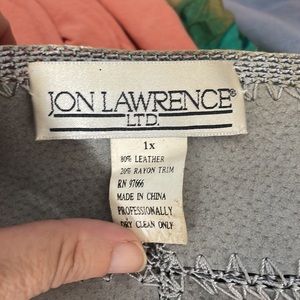 JON LAWRENCE®
LTD.
1x
80% LEATHER
20% RAYON TRIM
RN 97666
MADE IN CHINA
PROFESSIONALLY
DRY CLEAN ONLY